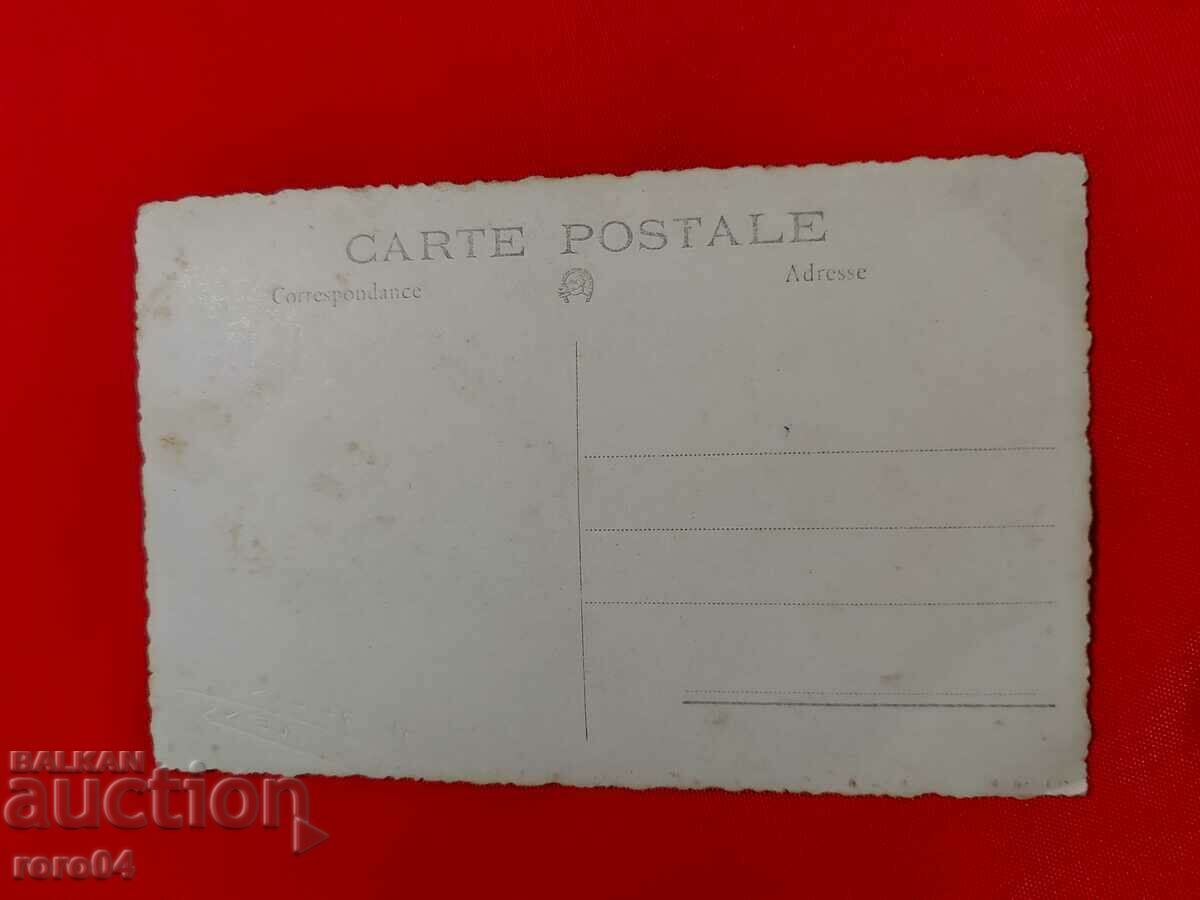 CARTE POSTALE
Correspondance
Adresse
BALKAN
auction
roro04